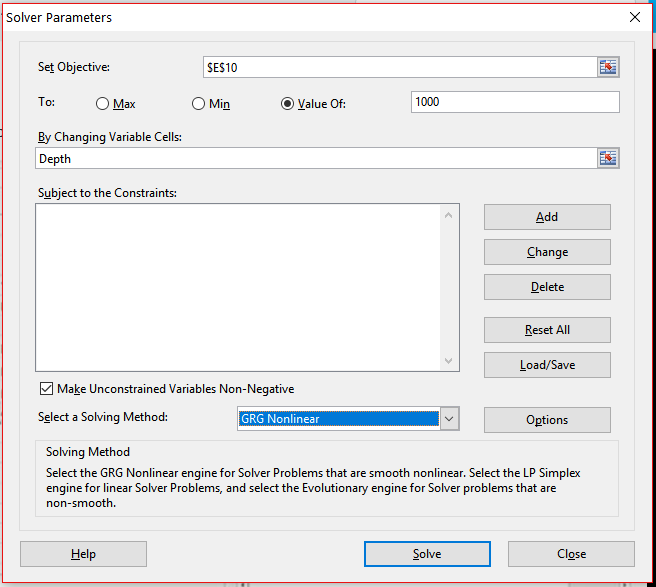 Solver Parameters
Set Objective:
$E$10
To:
Max
Min
Value Of:
1000
By Changing Variable Cells:
Depth
Subject to the Constraints:
Add
Change
Delete
Reset All
Load/Save
Make Unconstrained Variables Non-Negative
Select a Solving Method:
GRG Nonlinear
Options
Solving Method
Select the GRG Nonlinear engine for Solver Problems that are smooth nonlinear. Select the LP Simplex
engine for linear Solver Problems, and select the Evolutionary engine for Solver problems that are
non-smooth.
Help
Solve
Close